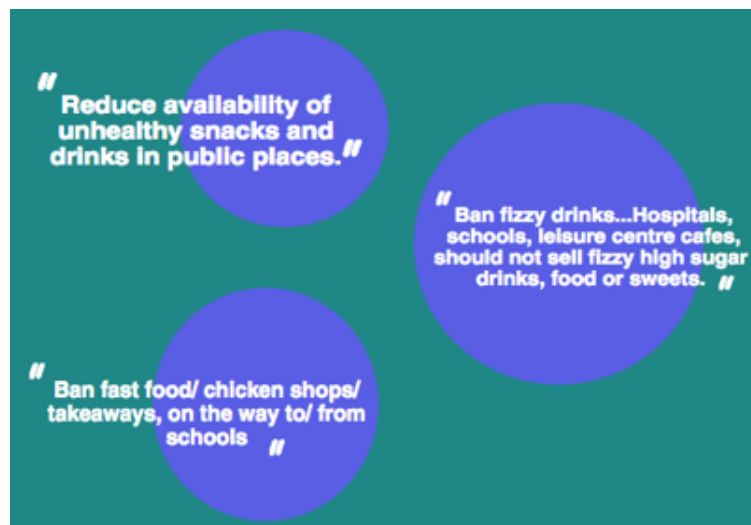 "Reduce availability of
unhealthy snacks and
drinks in public places."
"Ban fizzy drinks...Hospitals,
schools, leisure centre cafes,
should not sell fizzy high sugar
drinks, food or sweets."
"Ban fast food/ chicken shops/
takeaways, on the way to/ from
schools"